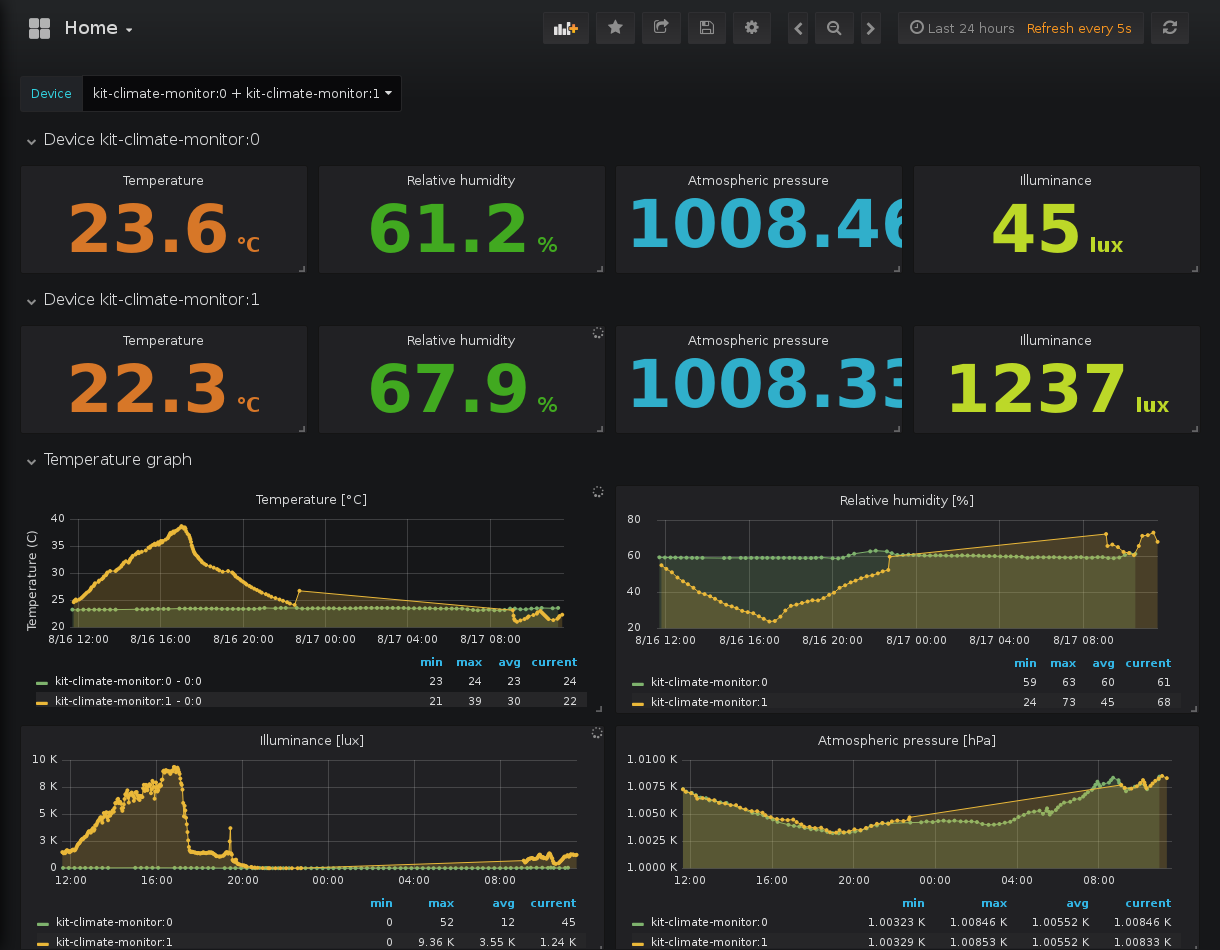 Home
Last 24 hours Refresh every 5s
Device kit-climate-monitor:0 + kit-climate-monitor:1
Device kit-climate-monitor:0
Temperature Relative humidity Atmospheric pressure Illuminance
23.6 °C 61.2 % 1008.46 45 lux
Device kit-climate-monitor:1
Temperature Relative humidity Atmospheric pressure Illuminance
22.3 °C 67.9 % 1008.33 1237 lux
Temperature graph
Temperature [°C]
Temperature (C)
40
35
30
25
20
8/16 12:00 8/16 16:00 8/16 20:00 8/17 00:00 8/17 04:00 8/17 08:00
min max avg current
kit-climate-monitor:0 - 0:0 23 24 23 24
kit-climate-monitor:1 - 0:0 21 39 30 22
Relative humidity [%]
80
60
40
20
8/16 12:00 8/16 16:00 8/16 20:00 8/17 00:00 8/17 04:00 8/17 08:00
min max avg current
kit-climate-monitor:0 59 63 60 61
kit-climate-monitor:1 24 73 45 68
Illuminance [lux]
10 K
8 K
5 K
3 K
0
12:00 16:00 20:00 00:00 04:00 08:00
min max avg current
kit-climate-monitor:0 0 52 12 45
kit-climate-monitor:1 0 9.36 K 3.55 K 1.24 K
Atmospheric pressure [hPa]
1.0100 K
1.0075 K
1.0050 K
1.0025 K
1.0000 K
12:00 16:00 20:00 00:00 04:00 08:00
min max avg current
kit-climate-monitor:0 1.00323 K 1.00846 K 1.00552 K 1.00846 K
kit-climate-monitor:1 1.00329 K 1.00853 K 1.00552 K 1.00833 K